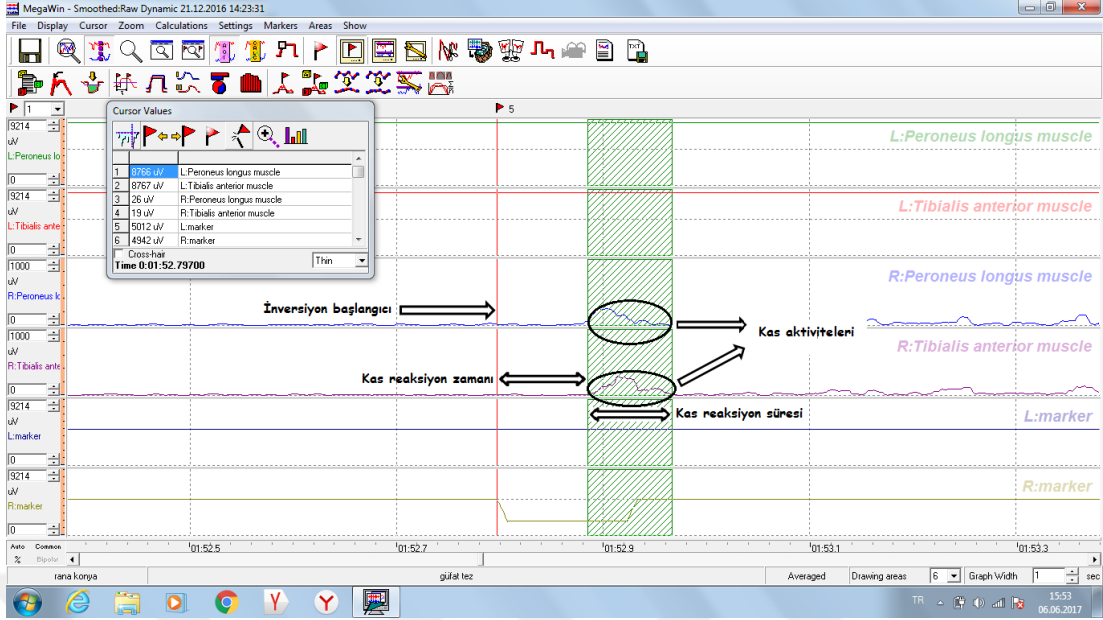 MegaWin - Smoothed:Raw Dynamic 21.12.2016 14:23:31
File Display Cursor Zoom Calculations Settings Markers Areas Show
TXT
1
5
Cursor Values
1 8766 uV L:Peroneus longus muscle
2 8767 uV L:Tibialis anterior muscle
3 26 uV R:Peroneus longus muscle
4 19 uV R:Tibialis anterior muscle
5 5012 uV L:marker
6 4942 uV R:marker
Cross-hair
Time 0:01:52.79700
Thin
9214
uV
L:Peroneus lo
0
L:Peroneus longus muscle
9214
uV
L:Tibialis ante
0
L:Tibialis anterior muscle
1000
uV
R:Peroneus lo
0
R:Peroneus longus muscle
İnversiyon başlangıcı
Kas aktiviteleri
1000
uV
R:Tibialis ante
0
R:Tibialis anterior muscle
Kas reaksiyon zamanı
Kas reaksiyon süresi
9214
uV
L:marker
0
L:marker
9214
uV
R:marker
0
R:marker
Auto Common
% Bipolar
01:52.5 01:52.7 01:52.9 01:53.1 01:53.3
rana konya gülfat tez Averaged Drawing areas 6 Graph Width 1 sec
TR 15:53
06.06.2017